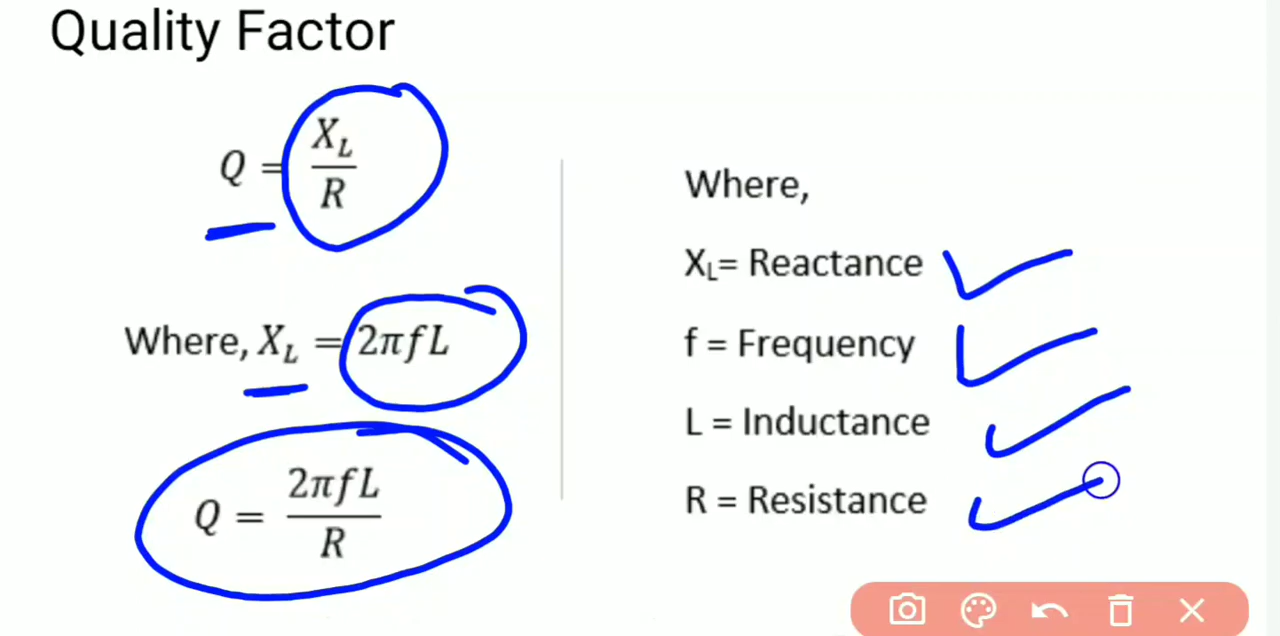 Quality Factor
Q = X_L / R
Where, X_L = 2πfL
Q = 2πfL / R
Where,
X_L= Reactance
f = Frequency
L = Inductance
R = Resistance